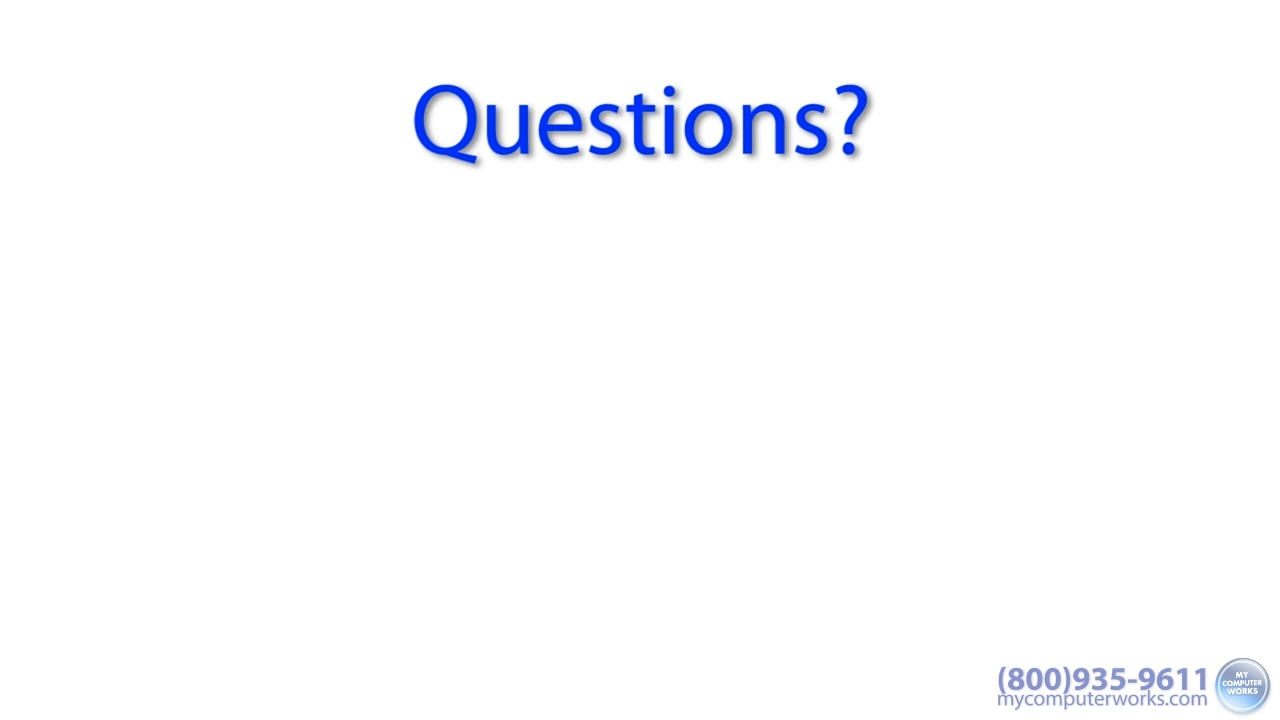 Questions?
(800)935-9611
mycomputerworks.com
MY
COMPUTER
WORKS